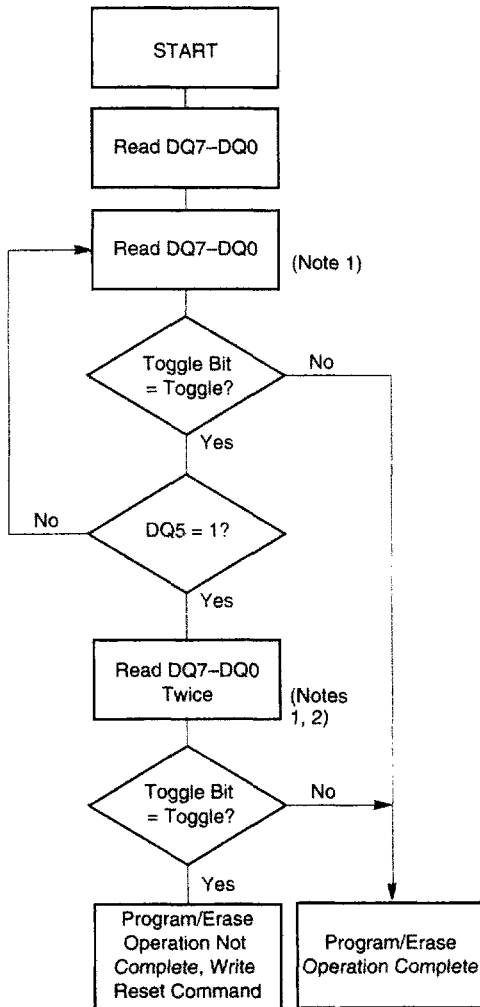 START
Read DQ7–DQ0
Read DQ7–DQ0
(Note 1)
Toggle Bit
= Toggle?
No
Yes
DQ5 = 1?
No
Yes
Read DQ7–DQ0
Twice
(Notes
1, 2)
Toggle Bit
= Toggle?
No
Yes
Program/Erase
Operation Not
Complete, Write
Reset Command
Program/Erase
Operation Complete